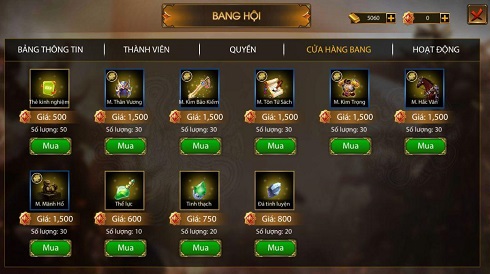 BANG HỘI
5060
0
BẢNG THÔNG TIN THÀNH VIÊN QUYỀN CỬA HÀNG BANG HOẠT ĐỘNG
Thẻ kinh nghiệm M. Thần Vương M. Kim Bảo Kiếm M. Tôn Tử Sách M. Kim Trọng M. Hắc Vân
Giá: 500 Giá: 1,500 Giá: 1,500 Giá: 1,500 Giá: 1,500 Giá: 1,500
Số lượng: 50 Số lượng: 30 Số lượng: 30 Số lượng: 30 Số lượng: 30 Số lượng: 30
Mua Mua Mua Mua Mua Mua
M. Mãnh Hổ Thể lực Tinh thạch Đá tinh luyện
Giá: 1,500 Giá: 600 Giá: 750 Giá: 800
Số lượng: 30 Số lượng: 10 Số lượng: 20 Số lượng: 20
Mua Mua Mua Mua